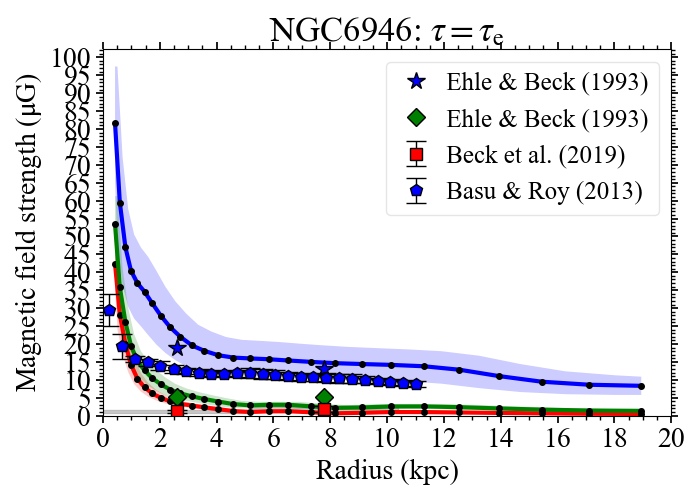 NGC6946: τ = τe
Magnetic field strength (μG)
100
95
90
85
80
75
70
65
60
55
50
45
40
35
30
25
20
15
10
5
0
Ehle & Beck (1993)
Ehle & Beck (1993)
Beck et al. (2019)
Basu & Roy (2013)
0 2 4 6 8 10 12 14 16 18 20
Radius (kpc)